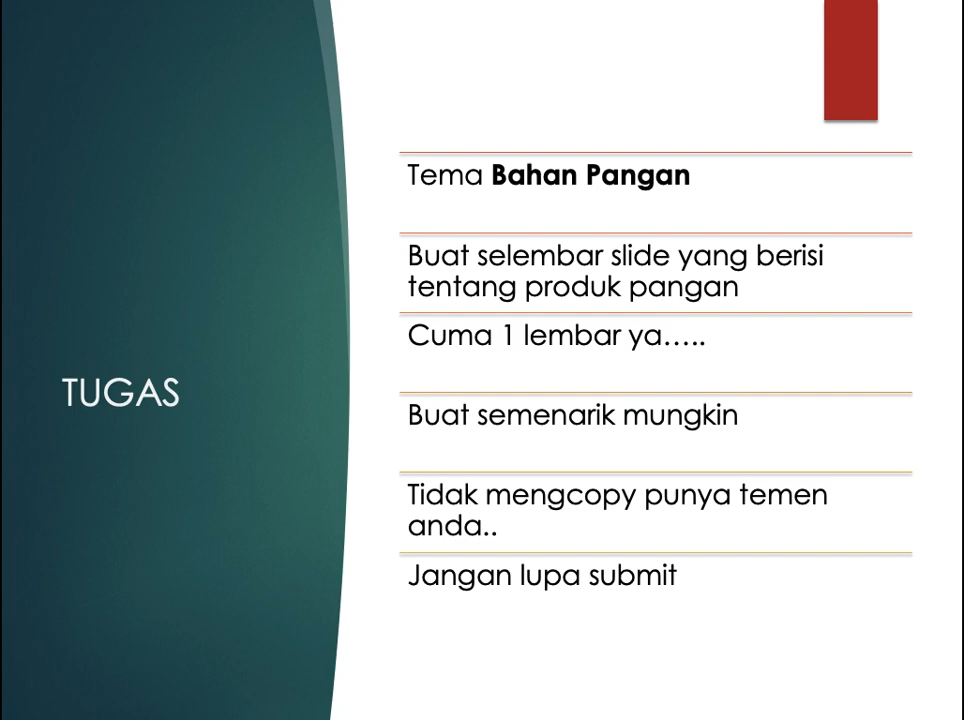 TUGAS
Tema Bahan Pangan
Buat selembar slide yang berisi
tentang produk pangan
Cuma 1 lembar ya…..
Buat semenarik mungkin
Tidak mengcopy punya temen
anda..
Jangan lupa submit